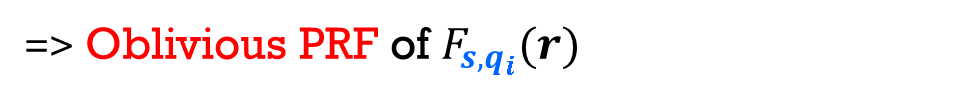 => Oblivious PRF of $F_{s,q_i}(r)$